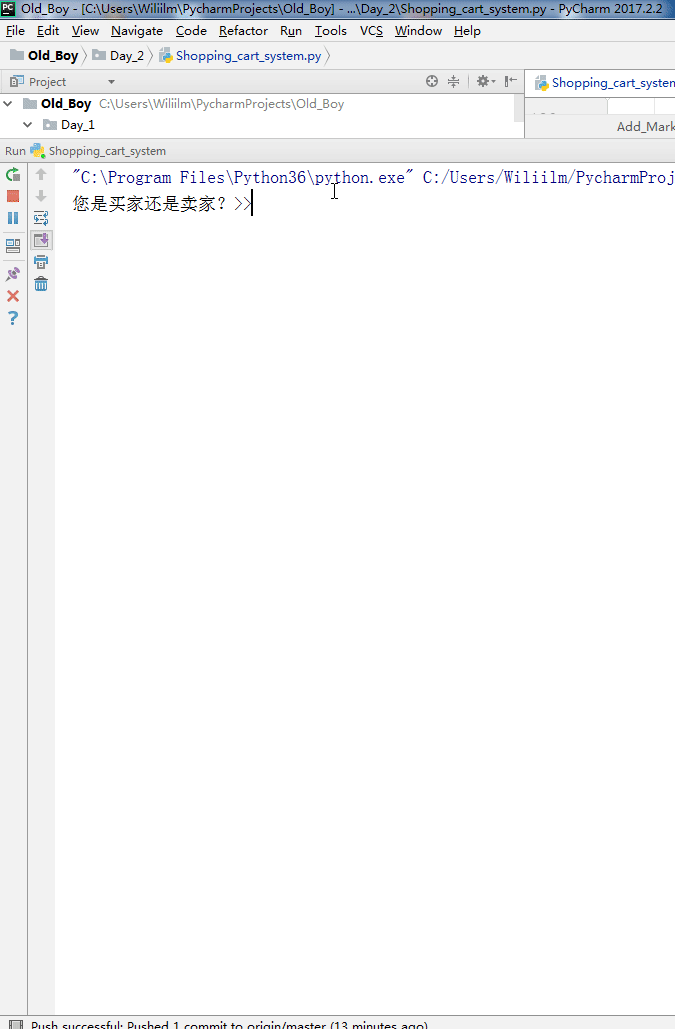 Old_Boy - [C:\Users\Wiliilm\PycharmProjects\Old_Boy] - ...\Day_2\Shopping_cart_system.py - PyCharm 2017.2.2
File Edit View Navigate Code Refactor Run Tools VCS Window Help
Old_Boy Day_2 Shopping_cart_system.py
Project
Shopping_cart_system
Old_Boy C:\Users\Wiliilm\PycharmProjects\Old_Boy
Day_1
Add_Mark
Run Shopping_cart_system
"C:\Program Files\Python36\python.exe" C:/Users/Wiliilm/PycharmProj
您是买家还是卖家? >>
Push successful: Pushed 1 commit to origin/master (13 minutes ago)